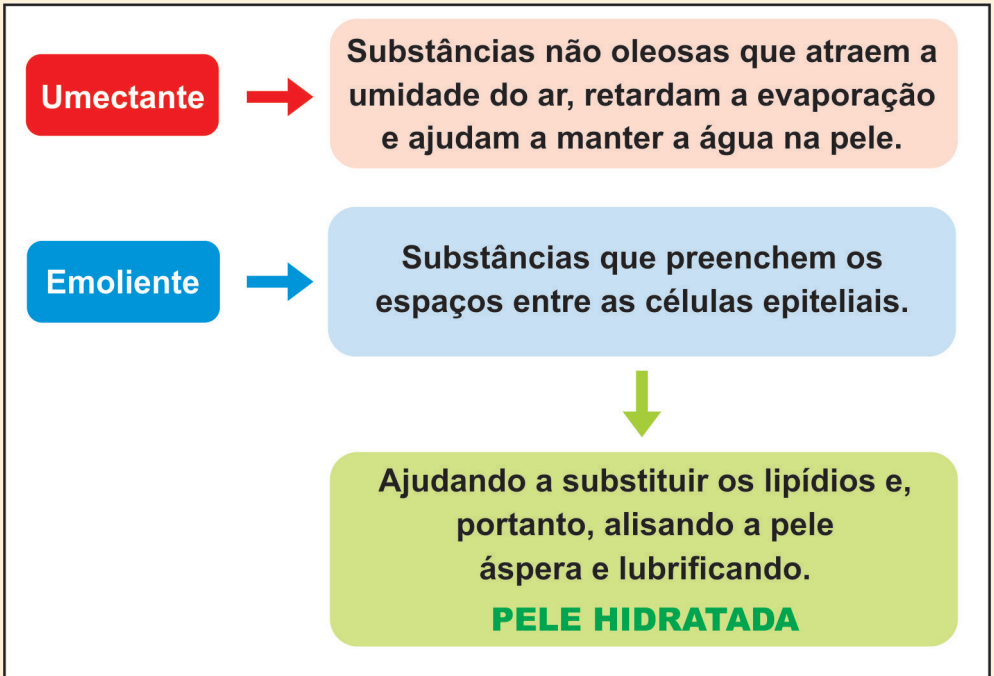 Umectante
Substâncias não oleosas que atraem a
umidade do ar, retardam a evaporação
e ajudam a manter a água na pele.
Emoliente
Substâncias que preenchem os
espaços entre as células epiteliais.
Ajudando a substituir os lipídios e,
portanto, alisando a pele
áspera e lubrificando.
PELE HIDRATADA